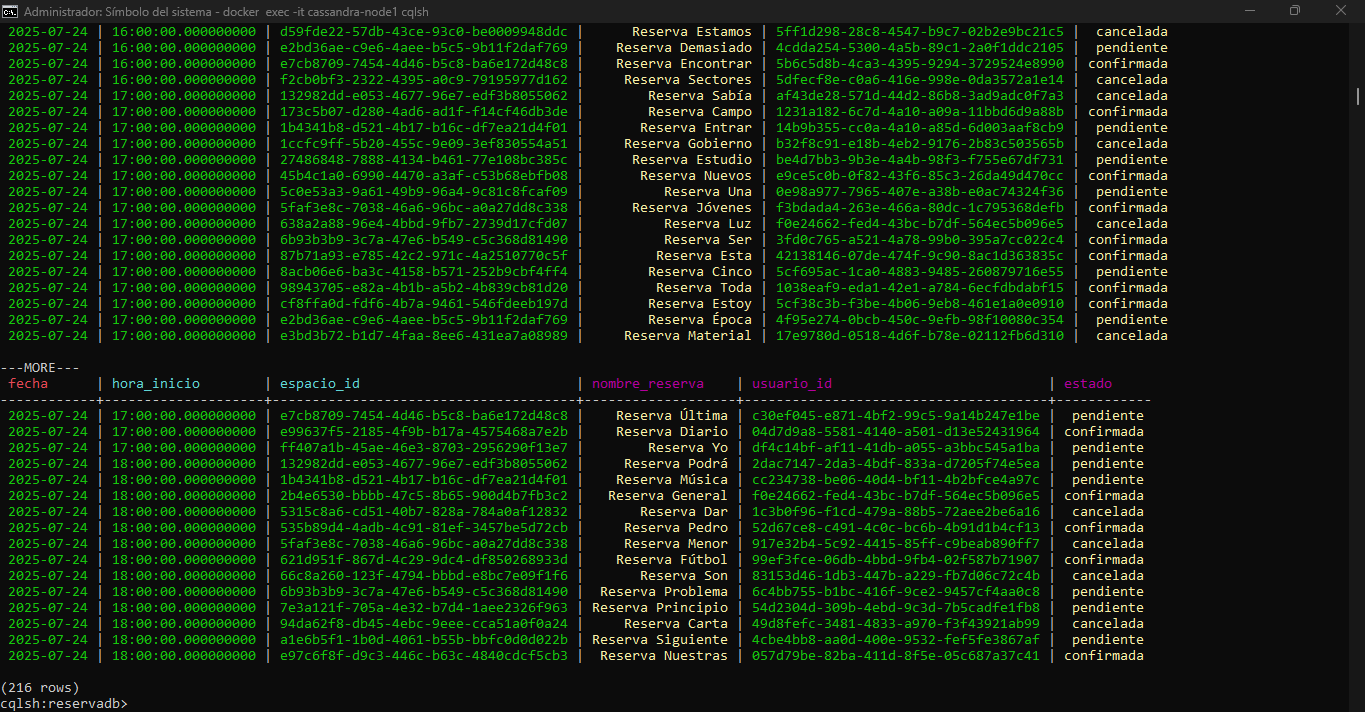 Administrador: Símbolo del sistema - docker exec -it cassandra-node1 cqlsh
2025-07-24 | 16:00:00.000000000 | d59fde22-57db-43ce-93c0-be0009948ddc | Reserva Estamos | 5ff1d298-28c8-4547-b9c7-02b2e9bc21c5 | cancelada
2025-07-24 | 16:00:00.000000000 | e2bd36ae-c9e6-4aee-b5c5-9b11f2daf769 | Reserva Demasiado | 4cdda254-5300-4a5b-89c1-2a0f1ddc2105 | pendiente
2025-07-24 | 16:00:00.000000000 | e7cb8709-7454-4d46-b5c8-ba6e172d48c8 | Reserva Encontrar | 5b6c5d8b-4ca3-4395-9294-3729524e8990 | confirmada
2025-07-24 | 16:00:00.000000000 | f2cb0bf3-2322-4395-a0c9-79195977d162 | Reserva Sectores | 5dfecf8e-c0a6-416e-998e-0da3572a1e14 | cancelada
2025-07-24 | 17:00:00.000000000 | 132982dd-e053-4677-96e7-edf3b8055062 | Reserva Sabía | af43de28-571d-44d2-86b8-3ad9adc0f7a3 | cancelada
2025-07-24 | 17:00:00.000000000 | 173c5b07-d280-4ad6-ad1f-f14cf46db3de | Reserva Campo | 1231a182-6c7d-4a10-a09a-11bbd6d9a88b | confirmada
2025-07-24 | 17:00:00.000000000 | 1b4341b8-d521-4b17-b16c-df7ea21d4f01 | Reserva Entrar | 14b9b355-cc0a-4a10-a85d-6d003aaf8cb9 | pendiente
2025-07-24 | 17:00:00.000000000 | 1ccfc9ff-5b20-455c-9e09-3ef830554a51 | Reserva Gobierno | b32f8c91-e18b-4eb2-9176-2b83c503565b | cancelada
2025-07-24 | 17:00:00.000000000 | 27486848-7888-4134-b461-77e108bc385c | Reserva Estudio | be4d7bb3-9b3e-4a4b-98f3-f755e67df731 | pendiente
2025-07-24 | 17:00:00.000000000 | 45b4c1a0-6990-4470-a3af-c53b68ebfb08 | Reserva Nuevos | e9ce5c0b-0f82-43f6-85c3-26da49d470cc | confirmada
2025-07-24 | 17:00:00.000000000 | 5c0e53a3-9a61-49b9-96a4-9c81c8fcaf09 | Reserva Una | 0e98a977-7965-407e-a38b-e0ac74324f36 | pendiente
2025-07-24 | 17:00:00.000000000 | 5faf3e8c-7038-46a6-96bc-a0a27dd8c338 | Reserva Jóvenes | f3bdada4-263e-466a-80dc-1c795368defb | confirmada
2025-07-24 | 17:00:00.000000000 | 638a2a88-96e4-4bbd-9fb7-2739d17cfd07 | Reserva Luz | f0e24662-fed4-43bc-b7df-564ec5b096e5 | cancelada
2025-07-24 | 17:00:00.000000000 | 6b93b3b9-3c7a-47e6-b549-c5c368d81490 | Reserva Ser | 3fd0c765-a521-4a78-99b0-395a7cc022c4 | confirmada
2025-07-24 | 17:00:00.000000000 | 87b71a93-e785-42c2-971c-4a2510770c5f | Reserva Esta | 42138146-07de-474f-9c90-8ac1d363835c | confirmada
2025-07-24 | 17:00:00.000000000 | 8acb06e6-ba3c-4158-b571-252b9cbf4ff4 | Reserva Cinco | 5cf695ac-1ca0-4883-9485-260879716e55 | pendiente
2025-07-24 | 17:00:00.000000000 | 98943705-e82a-4b1b-a5b2-4b839cb81d20 | Reserva Toda | 1038eaf9-eda1-42e1-a784-6ecfdbdabf15 | confirmada
2025-07-24 | 17:00:00.000000000 | cf8ffa0d-fdf6-4b7a-9461-546fdeeb197d | Reserva Estoy | 5cf38c3b-f3be-4b06-9eb8-461e1a0e0910 | confirmada
2025-07-24 | 17:00:00.000000000 | e2bd36ae-c9e6-4aee-b5c5-9b11f2daf769 | Reserva Época | 4f95e274-0bcb-450c-9efb-98f10080c354 | pendiente
2025-07-24 | 17:00:00.000000000 | e3bd3b72-b1d7-4faa-8ee6-431ea7a08989 | Reserva Material | 17e9780d-0518-4d6f-b78e-02112fb6d310 | cancelada
---MORE---
fecha | hora_inicio | espacio_id | nombre_reserva | usuario_id | estado
2025-07-24 | 17:00:00.000000000 | e7cb8709-7454-4d46-b5c8-ba6e172d48c8 | Reserva Última | c30ef045-e871-4bf2-99c5-9a14b247e1be | pendiente
2025-07-24 | 17:00:00.000000000 | e99637f5-2185-4f9b-b17a-4575468a7e2b | Reserva Diario | 04d7d9a8-5581-4140-a501-d13e52431964 | confirmada
2025-07-24 | 17:00:00.000000000 | ff407a1b-45ae-46e3-8703-2956290f13e7 | Reserva Yo | df4c14bf-af11-41db-a055-a3bbc545a1ba | pendiente
2025-07-24 | 18:00:00.000000000 | 132982dd-e053-4677-96e7-edf3b8055062 | Reserva Podrá | 2dac7147-2da3-4bdf-833a-d7205f74e5ea | pendiente
2025-07-24 | 18:00:00.000000000 | 1b4341b8-d521-4b17-b16c-df7ea21d4f01 | Reserva Música | cc234738-be06-40d4-bf11-4b2bfce4a97c | pendiente
2025-07-24 | 18:00:00.000000000 | 2b4e6530-bbbb-47c5-8b65-900d4b7fb3c2 | Reserva General | f0e24662-fed4-43bc-b7df-564ec5b096e5 | confirmada
2025-07-24 | 18:00:00.000000000 | 5315c8a6-cd51-40b7-828a-784a0af12832 | Reserva Dar | 1c3b0f96-f1cd-479a-88b5-72aee2be6a16 | cancelada
2025-07-24 | 18:00:00.000000000 | 535b89d4-4adb-4c91-81ef-3457be5d72cb | Reserva Pedro | 52d67ce8-c491-4c0c-bc6b-4b91d1b4cf13 | confirmada
2025-07-24 | 18:00:00.000000000 | 5faf3e8c-7038-46a6-96bc-a0a27dd8c338 | Reserva Menor | 917e32b4-5c92-4415-85ff-c9beab890ff7 | cancelada
2025-07-24 | 18:00:00.000000000 | 621d951f-867d-4c29-9dc4-df850268933d | Reserva Fútbol | 99ef3fce-06db-4bbd-9fb4-02f587b71907 | confirmada
2025-07-24 | 18:00:00.000000000 | 66c8a260-123f-4794-bbbd-e8bc7e09f1f6 | Reserva Son | 83153d46-1db3-447b-a229-fb7d06c72c4b | cancelada
2025-07-24 | 18:00:00.000000000 | 6b93b3b9-3c7a-47e6-b549-c5c368d81490 | Reserva Problema | 6c4bb755-b1bc-416f-9ce2-9457cf4aa0c8 | pendiente
2025-07-24 | 18:00:00.000000000 | 7e3a121f-705a-4e32-b7d4-1aee2326f963 | Reserva Principio | 54d2304d-309b-4ebd-9c3d-7b5cadfe1fb8 | pendiente
2025-07-24 | 18:00:00.000000000 | 94da62f8-db45-4ebc-9eee-cca51a0f0a24 | Reserva Carta | 49d8fefc-3481-4833-a970-f3f43921ab99 | cancelada
2025-07-24 | 18:00:00.000000000 | a1e6b5f1-1b0d-4061-b55b-bbfc0d0d022b | Reserva Siguiente | 4cbe4bb8-aa0d-400e-9532-fef5fe3867af | pendiente
2025-07-24 | 18:00:00.000000000 | e97c6f8f-d9c3-446c-b63c-4840cdcf5cb3 | Reserva Nuestras | 057d79be-82ba-411d-8f5e-05c687a37c41 | confirmada
(216 rows)
cqlsh:reservadb>